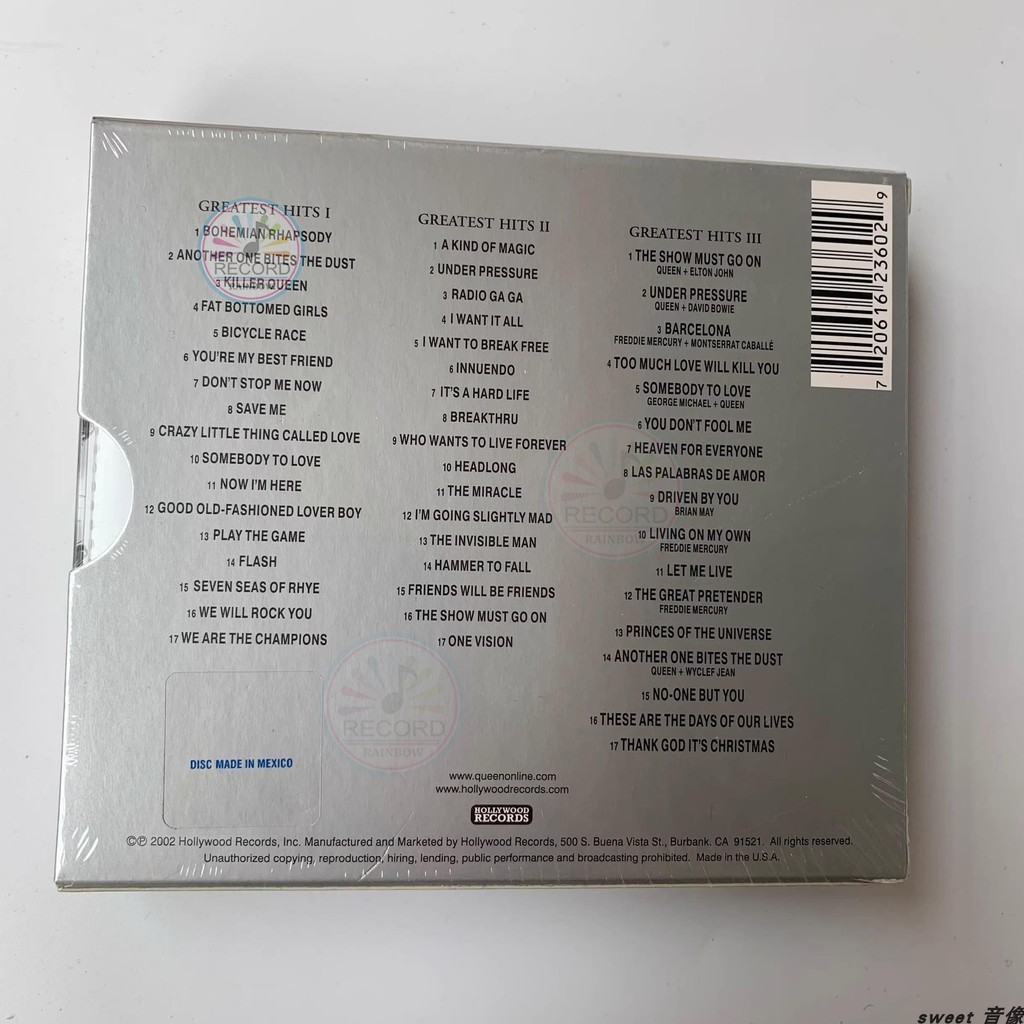 GREATEST HITS I
1 BOHEMIAN RHAPSODY
2 ANOTHER ONE BITES THE DUST
3 KILLER QUEEN
4 FAT BOTTOMED GIRLS
5 BICYCLE RACE
6 YOU'RE MY BEST FRIEND
7 DON'T STOP ME NOW
8 SAVE ME
9 CRAZY LITTLE THING CALLED LOVE
10 SOMEBODY TO LOVE
11 NOW I'M HERE
12 GOOD OLD-FASHIONED LOVER BOY
13 PLAY THE GAME
14 FLASH
15 SEVEN SEAS OF RHYE
16 WE WILL ROCK YOU
17 WE ARE THE CHAMPIONS
GREATEST HITS II
1 A KIND OF MAGIC
2 UNDER PRESSURE
3 RADIO GA GA
4 I WANT IT ALL
5 I WANT TO BREAK FREE
6 INNUENDO
7 IT'S A HARD LIFE
8 BREAKTHRU
9 WHO WANTS TO LIVE FOREVER
10 HEADLONG
11 THE MIRACLE
12 I'M GOING SLIGHTLY MAD
13 THE INVISIBLE MAN
14 HAMMER TO FALL
15 FRIENDS WILL BE FRIENDS
16 THE SHOW MUST GO ON
17 ONE VISION
GREATEST HITS III
1 THE SHOW MUST GO ON
QUEEN + ELTON JOHN
2 UNDER PRESSURE
QUEEN + DAVID BOWIE
3 BARCELONA
FREDDIE MERCURY + MONTSERRAT CABALLÉ
4 TOO MUCH LOVE WILL KILL YOU
5 SOMEBODY TO LOVE
GEORGE MICHAEL + QUEEN
6 YOU DON'T FOOL ME
7 HEAVEN FOR EVERYONE
8 LAS PALABRAS DE AMOR
9 DRIVEN BY YOU
BRIAN MAY
10 LIVING ON MY OWN
FREDDIE MERCURY
11 LET ME LIVE
12 THE GREAT PRETENDER
FREDDIE MERCURY
13 PRINCES OF THE UNIVERSE
14 ANOTHER ONE BITES THE DUST
QUEEN + WYCLEF JEAN
15 NO-ONE BUT YOU
16 THESE ARE THE DAYS OF OUR LIVES
17 THANK GOD IT'S CHRISTMAS
7 20616 23602 9
RECORD
RAINBOW
RECORD
RAINBOW
RECORD
RAINBOW
DISC MADE IN MEXICO
www.queenonline.com
www.hollywoodrecords.com
HOLLYWOOD
RECORDS
©℗ 2002 Hollywood Records, Inc. Manufactured and Marketed by Hollywood Records, 500 S. Buena Vista St., Burbank. CA 91521. All rights reserved.
Unauthorized copying, reproduction, hiring, lending, public performance and broadcasting prohibited. Made in the U.S.A.
sweet 音像